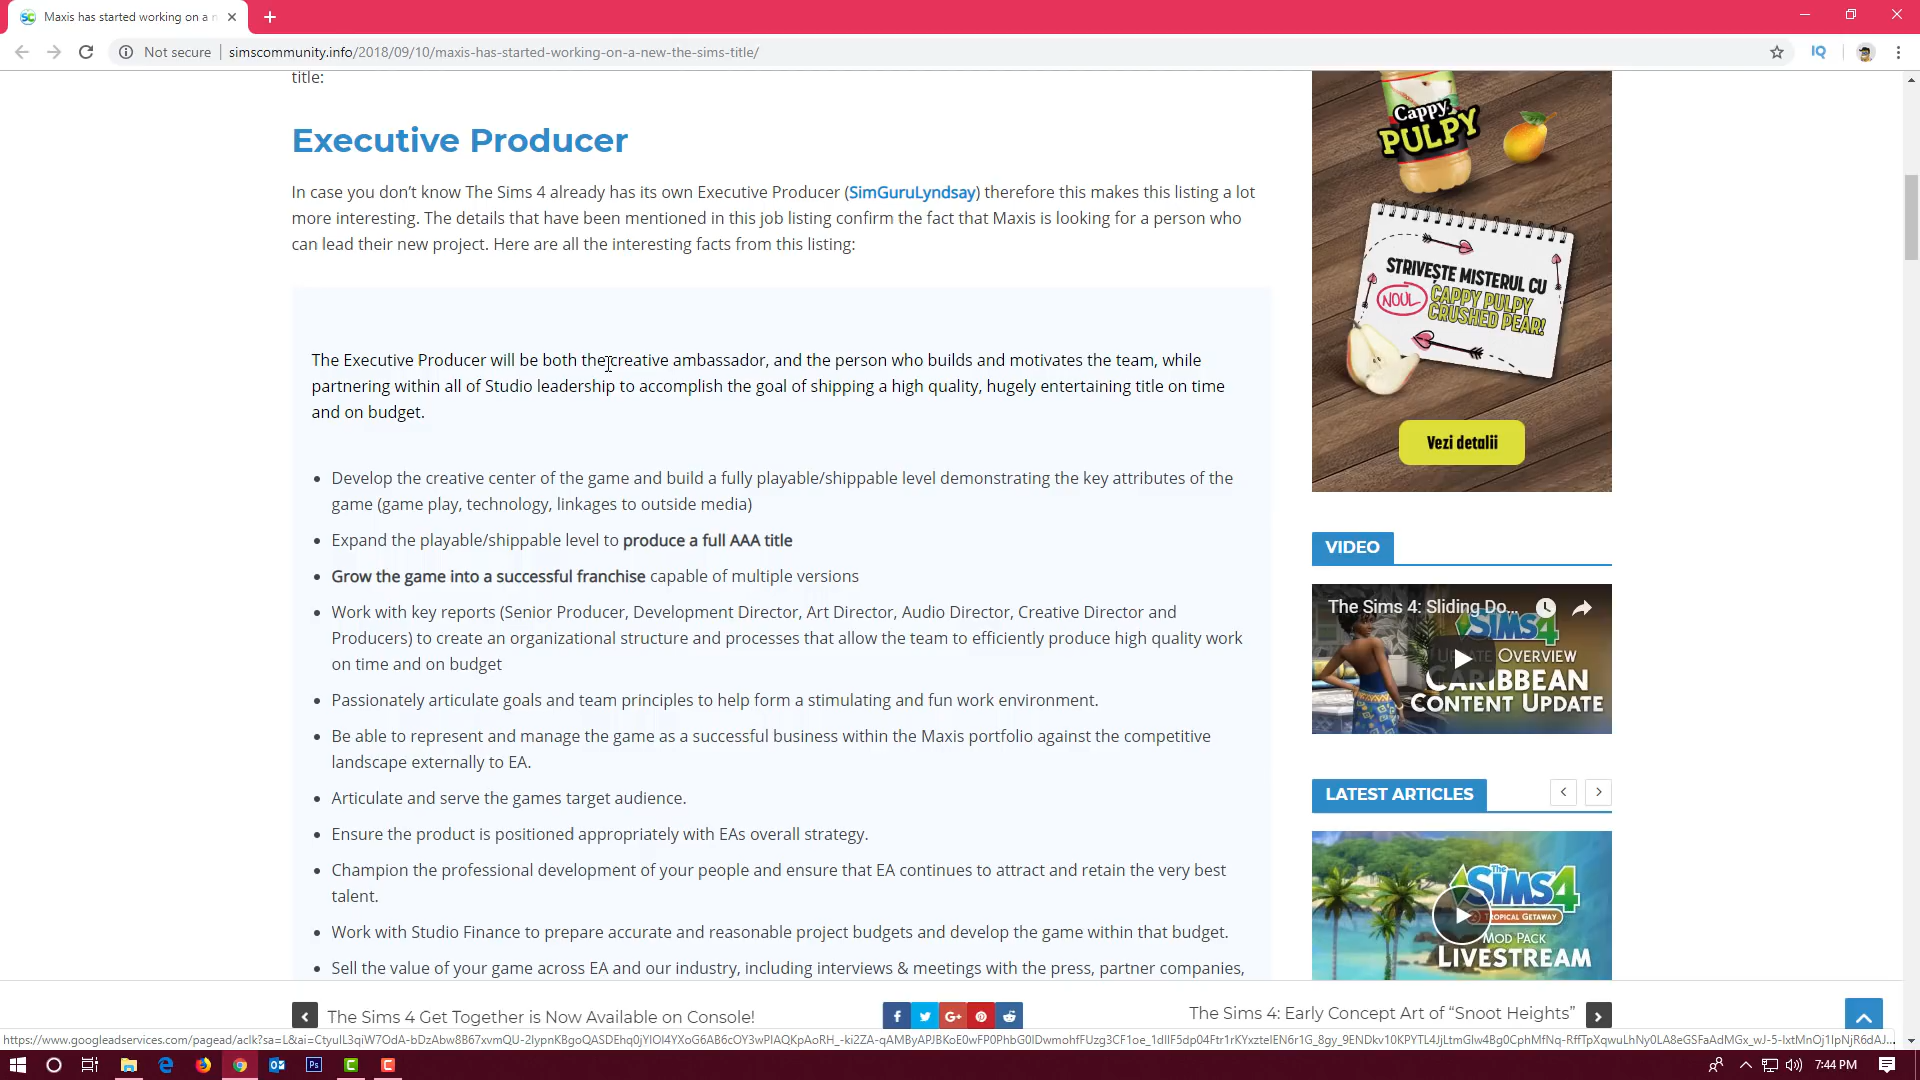 Maxis has started working on a n
Not secure
simscommunity.info/2018/09/10/maxis-has-started-working-on-a-new-the-sims-title/
IQ
title:
Executive Producer
In case you don’t know The Sims 4 already has its own Executive Producer (SimGuruLyndsay) therefore this makes this listing a lot
more interesting. The details that have been mentioned in this job listing confirm the fact that Maxis is looking for a person who
can lead their new project. Here are all the interesting facts from this listing:
The Executive Producer will be both the creative ambassador, and the person who builds and motivates the team, while
partnering within all of Studio leadership to accomplish the goal of shipping a high quality, hugely entertaining title on time
and on budget.
Develop the creative center of the game and build a fully playable/shippable level demonstrating the key attributes of the
game (game play, technology, linkages to outside media)
Expand the playable/shippable level to produce a full AAA title
Grow the game into a successful franchise capable of multiple versions
Work with key reports (Senior Producer, Development Director, Art Director, Audio Director, Creative Director and
Producers) to create an organizational structure and processes that allow the team to efficiently produce high quality work
on time and on budget
Passionately articulate goals and team principles to help form a stimulating and fun work environment.
Be able to represent and manage the game as a successful business within the Maxis portfolio against the competitive
landscape externally to EA.
Articulate and serve the games target audience.
Ensure the product is positioned appropriately with EAs overall strategy.
Champion the professional development of your people and ensure that EA continues to attract and retain the very best
talent.
Work with Studio Finance to prepare accurate and reasonable project budgets and develop the game within that budget.
Sell the value of your game across EA and our industry, including interviews & meetings with the press, partner companies,
Cappy
PULPY
STRIVEȘTE MISTERUL CU
NOUL CAPPY PULPY
CRUSHED PEAR!
Vezi detalii
VIDEO
The Sims 4: Sliding Do...
SIMS4
UPDATE OVERVIEW
CARIBBEAN
CONTENT UPDATE
LATEST ARTICLES
The
SIMS4
TROPICAL GETAWAY
MOD PACK
LIVESTREAM
The Sims 4 Get Together is Now Available on Console!
G+
The Sims 4: Early Concept Art of “Snoot Heights”
7:44 PM